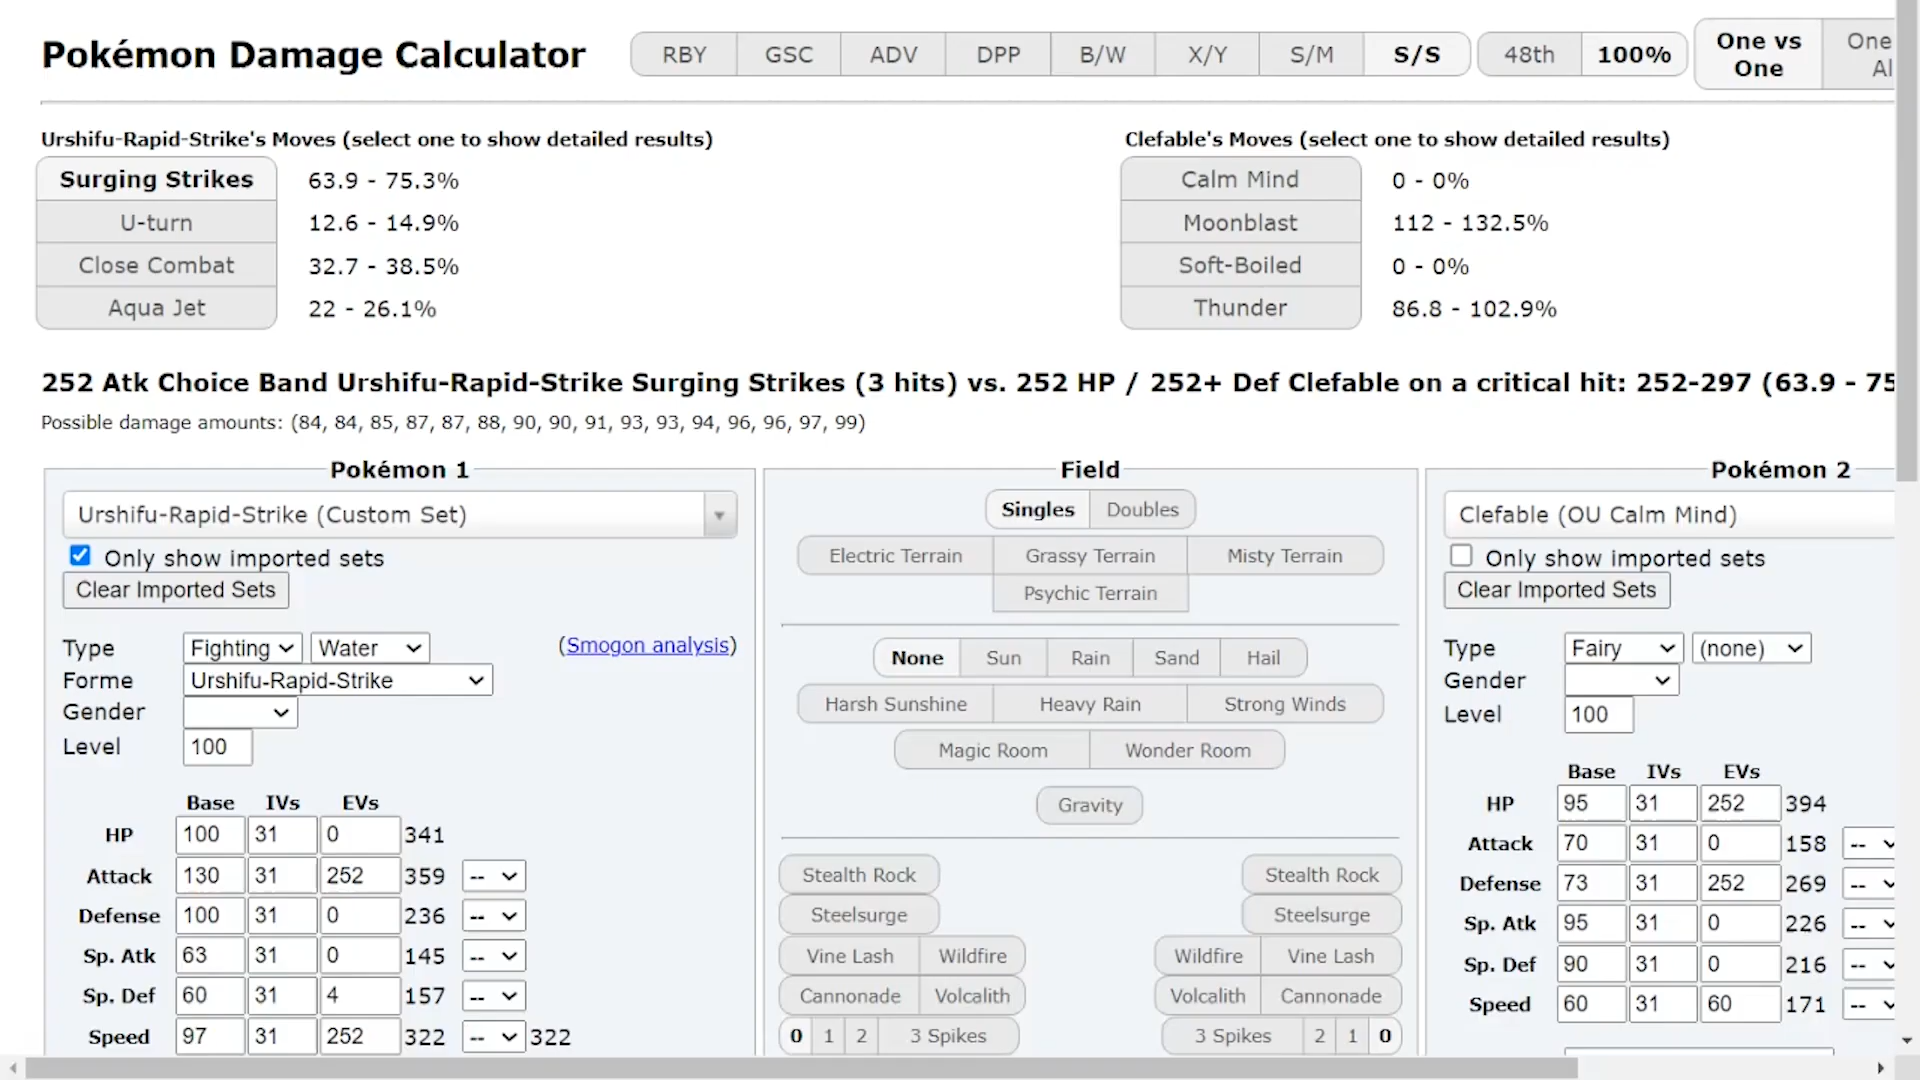 Pokémon Damage Calculator RBY GSC ADV DPP B/W X/Y S/M S/S 48th 100% One vs One One Al
Urshifu-Rapid-Strike's Moves (select one to show detailed results) Clefable's Moves (select one to show detailed results)
Surging Strikes 63.9 - 75.3% Calm Mind 0 - 0%
U-turn 12.6 - 14.9% Moonblast 112 - 132.5%
Close Combat 32.7 - 38.5% Soft-Boiled 0 - 0%
Aqua Jet 22 - 26.1% Thunder 86.8 - 102.9%
252 Atk Choice Band Urshifu-Rapid-Strike Surging Strikes (3 hits) vs. 252 HP / 252+ Def Clefable on a critical hit: 252-297 (63.9 - 75
Possible damage amounts: (84, 84, 85, 87, 87, 88, 90, 90, 91, 93, 93, 94, 96, 96, 97, 99)
Pokémon 1
Urshifu-Rapid-Strike (Custom Set)
Only show imported sets
Clear Imported Sets
Type Fighting Water (Smogon analysis)
Forme Urshifu-Rapid-Strike
Gender
Level 100
Base IVs EVs
HP 100 31 0 341
Attack 130 31 252 359 --
Defense 100 31 0 236 --
Sp. Atk 63 31 0 145 --
Sp. Def 60 31 4 157 --
Speed 97 31 252 322 -- 322
Field
Singles Doubles
Electric Terrain Grassy Terrain Misty Terrain
Psychic Terrain
None Sun Rain Sand Hail
Harsh Sunshine Heavy Rain Strong Winds
Magic Room Wonder Room
Gravity
Stealth Rock Stealth Rock
Steelsurge Steelsurge
Vine Lash Wildfire Wildfire Vine Lash
Cannonade Volcalith Volcalith Cannonade
0 1 2 3 Spikes 3 Spikes 2 1 0
Pokémon 2
Clefable (OU Calm Mind)
Only show imported sets
Clear Imported Sets
Type Fairy (none)
Gender
Level 100
Base IVs EVs
HP 95 31 252 394
Attack 70 31 0 158 --
Defense 73 31 252 269 --
Sp. Atk 95 31 0 226 --
Sp. Def 90 31 0 216 --
Speed 60 31 60 171 --